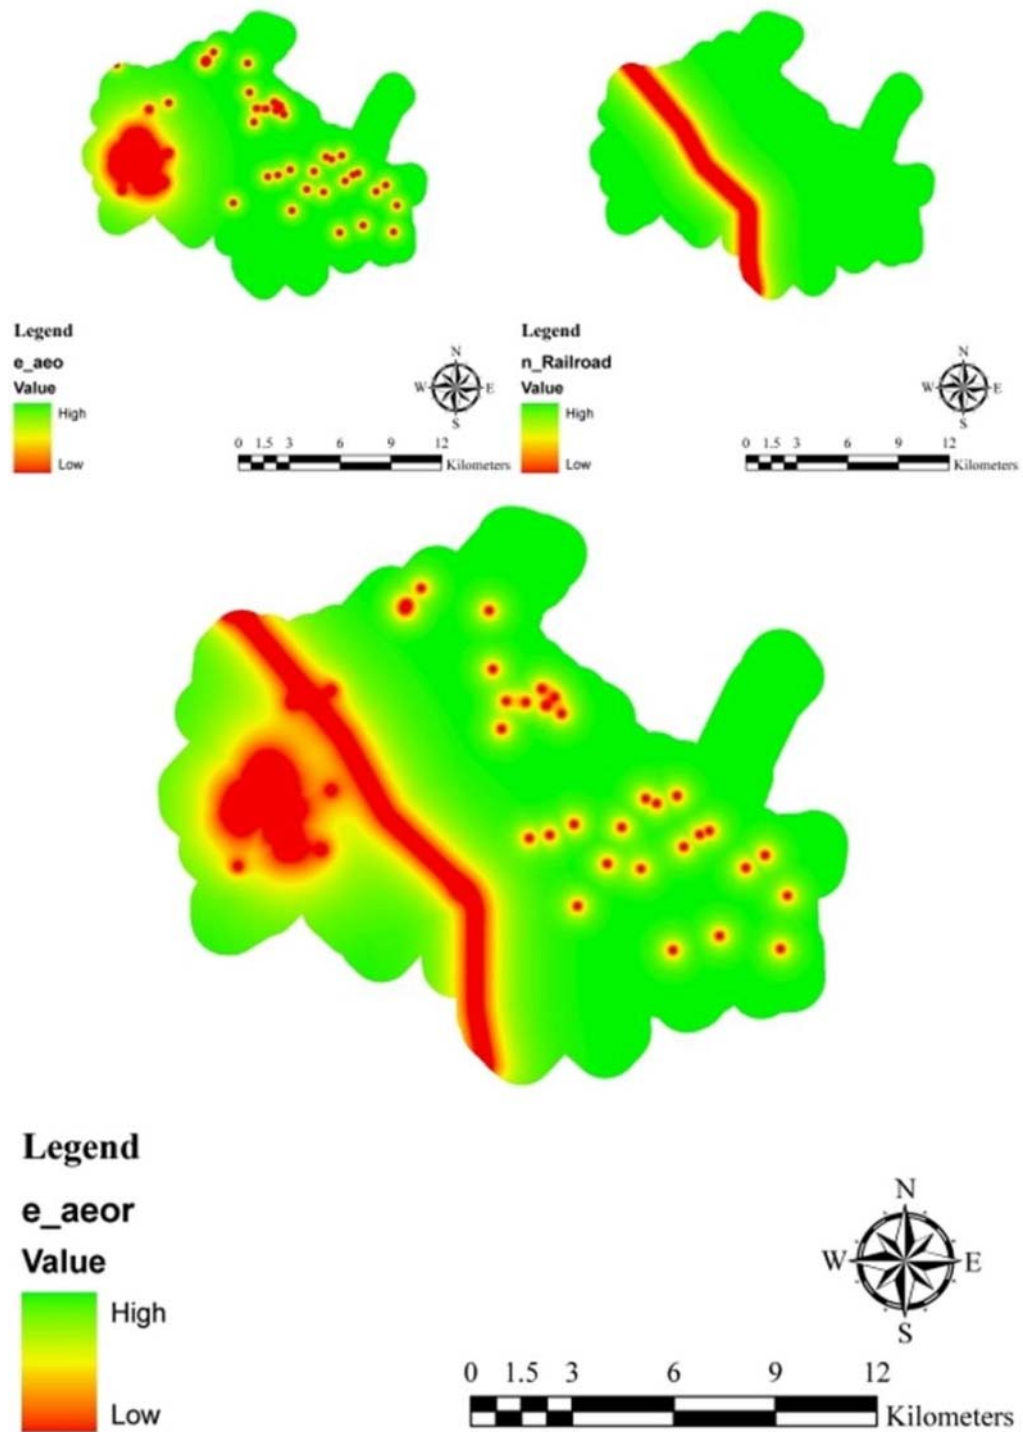 Legend
e_aeo
Value
High
Low
N
W E
S
0 1.5 3 6 9 12
Kilometers
Legend
n_Railroad
Value
High
Low
N
W E
S
0 1.5 3 6 9 12
Kilometers
Legend
e_aeor
Value
High
Low
N
W E
S
0 1.5 3 6 9 12
Kilometers